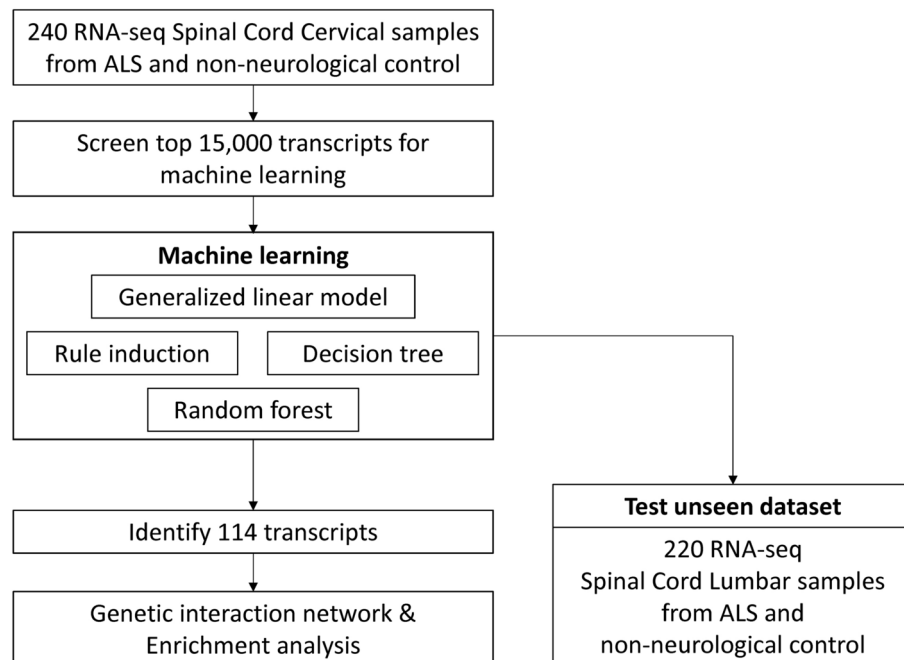 240 RNA-seq Spinal Cord Cervical samples
from ALS and non-neurological control
Screen top 15,000 transcripts for
machine learning
Machine learning
Generalized linear model
Rule induction
Decision tree
Random forest
Identify 114 transcripts
Genetic interaction network &
Enrichment analysis
Test unseen dataset
220 RNA-seq
Spinal Cord Lumbar samples
from ALS and
non-neurological control